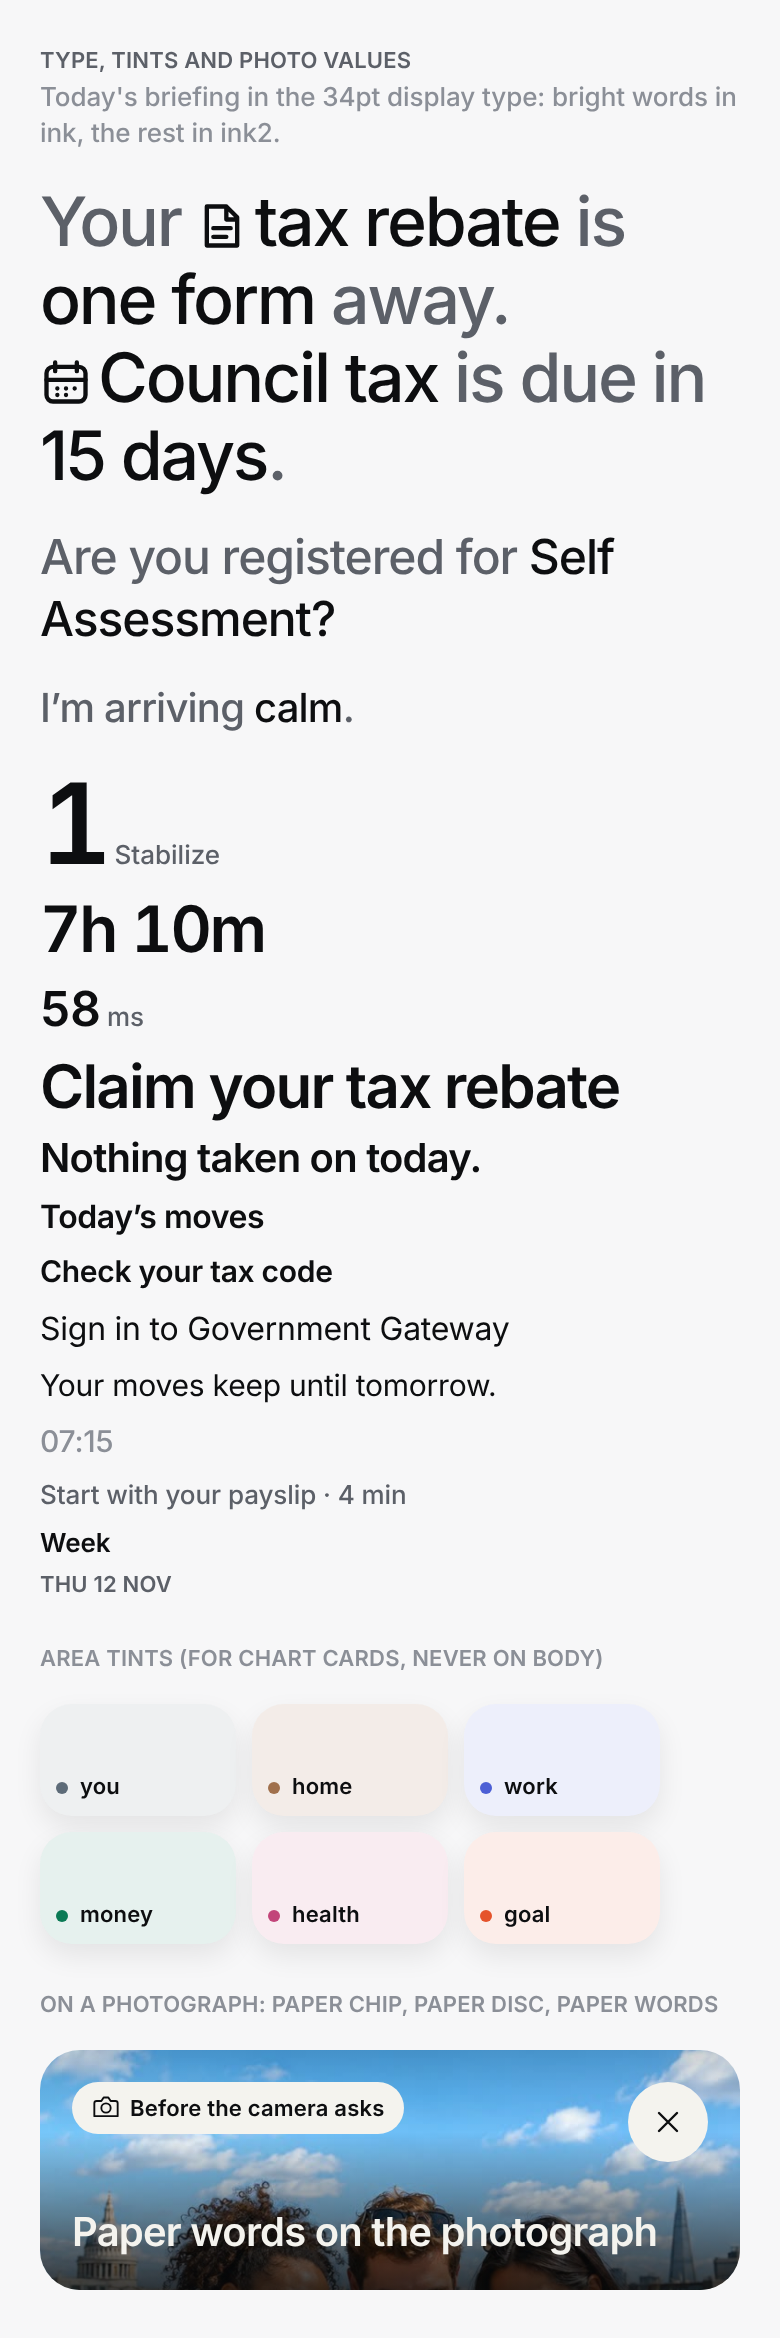 TYPE, TINTS AND PHOTO VALUES
Today's briefing in the 34pt display type: bright words in
ink, the rest in ink2.
Your tax rebate is
one form away.
Council tax is due in
15 days.
Are you registered for Self
Assessment?
I’m arriving calm.
1 Stabilize
7h 10m
58 ms
Claim your tax rebate
Nothing taken on today.
Today’s moves
Check your tax code
Sign in to Government Gateway
Your moves keep until tomorrow.
07:15
Start with your payslip · 4 min
Week
THU 12 NOV
AREA TINTS (FOR CHART CARDS, NEVER ON BODY)
you
home
work
money
health
goal
ON A PHOTOGRAPH: PAPER CHIP, PAPER DISC, PAPER WORDS
Before the camera asks
Paper words on the photograph